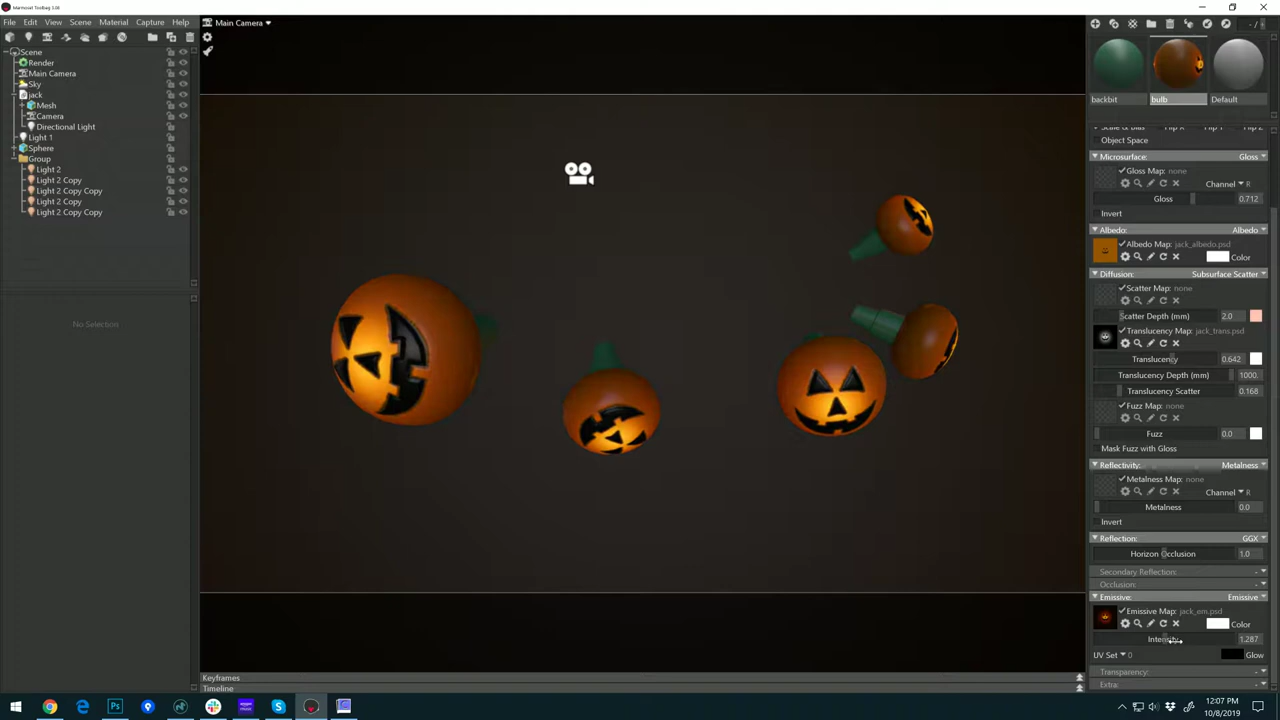 Marmoset Toolbag 3.08
File Edit View Scene Material Capture Help
Main Camera
- /
Scene
Render
Main Camera
Sky
jack
Mesh
Camera
Directional Light
Light 1
Sphere
Group
Light 2
Light 2 Copy
Light 2 Copy Copy
Light 2 Copy
Light 2 Copy Copy
No Selection
backbit bulb Default
Object Space
Microsurface: Gloss
Gloss Map: none
Channel R
Gloss 0.712
Invert
Albedo: Albedo
Albedo Map: jack_albedo.psd
Color
Diffusion: Subsurface Scatter
Scatter Map: none
Scatter Depth (mm) 2.0
Translucency Map: jack_trans.psd
Translucency 0.642
Translucency Depth (mm) 1000.
Translucency Scatter 0.168
Fuzz Map: none
Fuzz 0.0
Mask Fuzz with Gloss
Reflectivity: Metalness
Metalness Map: none
Channel R
Metalness 0.0
Invert
Reflection: GGX
Horizon Occlusion 1.0
Secondary Reflection: -
Occlusion: -
Emissive: Emissive
Emissive Map: jack_em.psd
Color
Intensity 1.287
UV Set 0 Glow
Transparency: -
Extra: -
Keyframes
Timeline
12:07 PM
10/8/2019